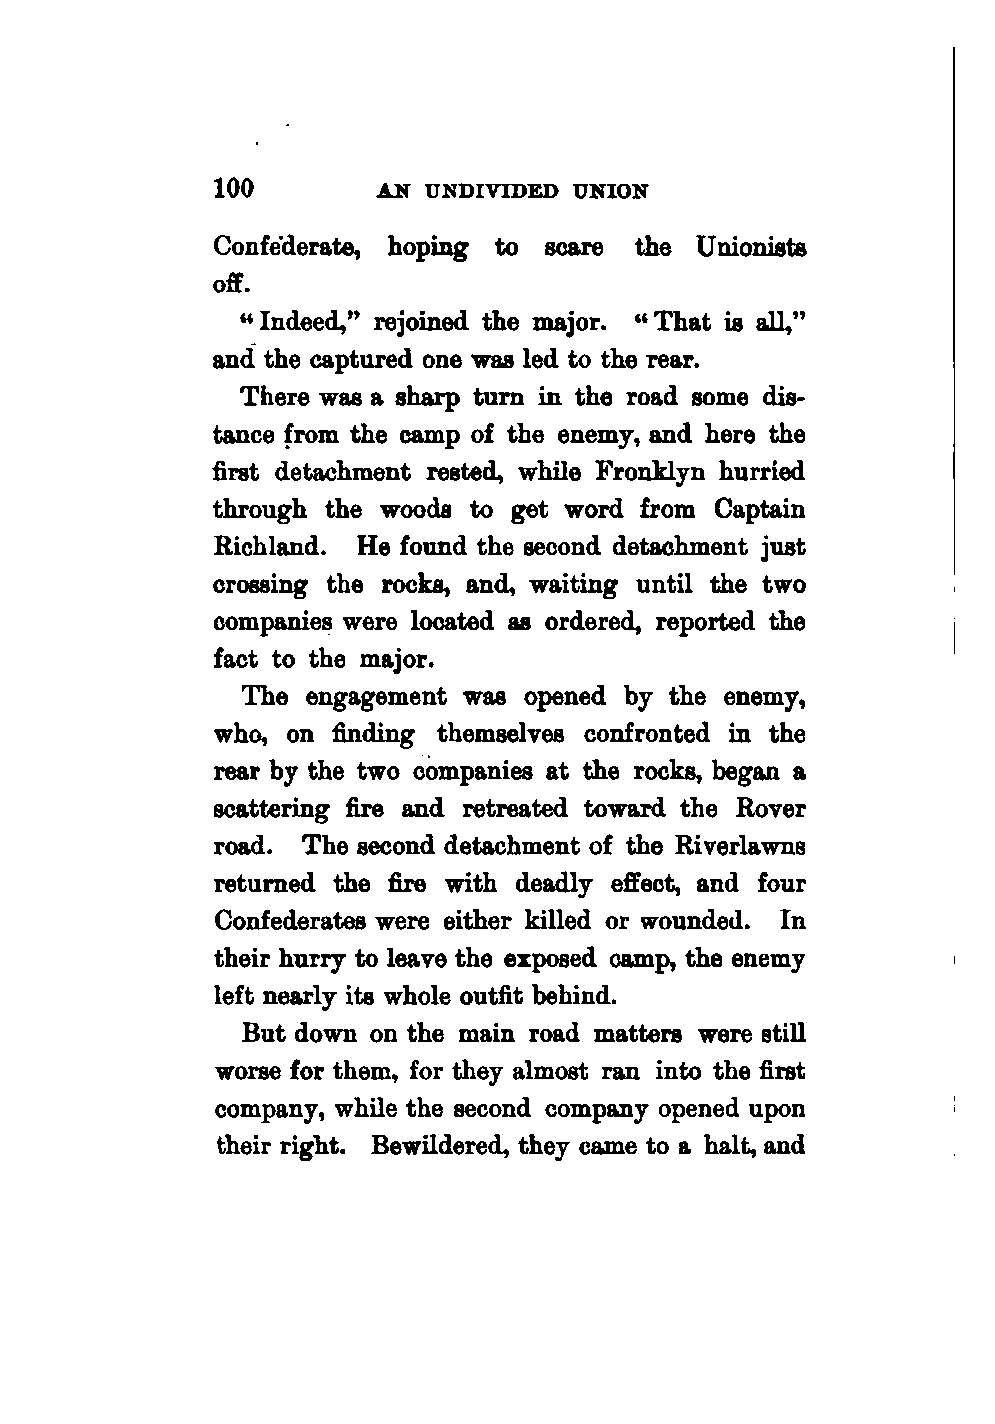 100 AN UNDIVIDED UNION
Confederate, hoping to scare the Unionists
off.
"Indeed," rejoined the major. "That is all,"
and the captured one was led to the rear.
There was a sharp turn in the road some dis-
tance from the camp of the enemy, and here the
first detachment rested, while Fronklyn hurried
through the woods to get word from Captain
Richland. He found the second detachment just
crossing the rocks, and, waiting until the two
companies were located as ordered, reported the
fact to the major.
The engagement was opened by the enemy,
who, on finding themselves confronted in the
rear by the two companies at the rocks, began a
scattering fire and retreated toward the Rover
road. The second detachment of the Riverlawns
returned the fire with deadly effect, and four
Confederates were either killed or wounded. In
their hurry to leave the exposed camp, the enemy
left nearly its whole outfit behind.
But down on the main road matters were still
worse for them, for they almost ran into the first
company, while the second company opened upon
their right. Bewildered, they came to a halt, and